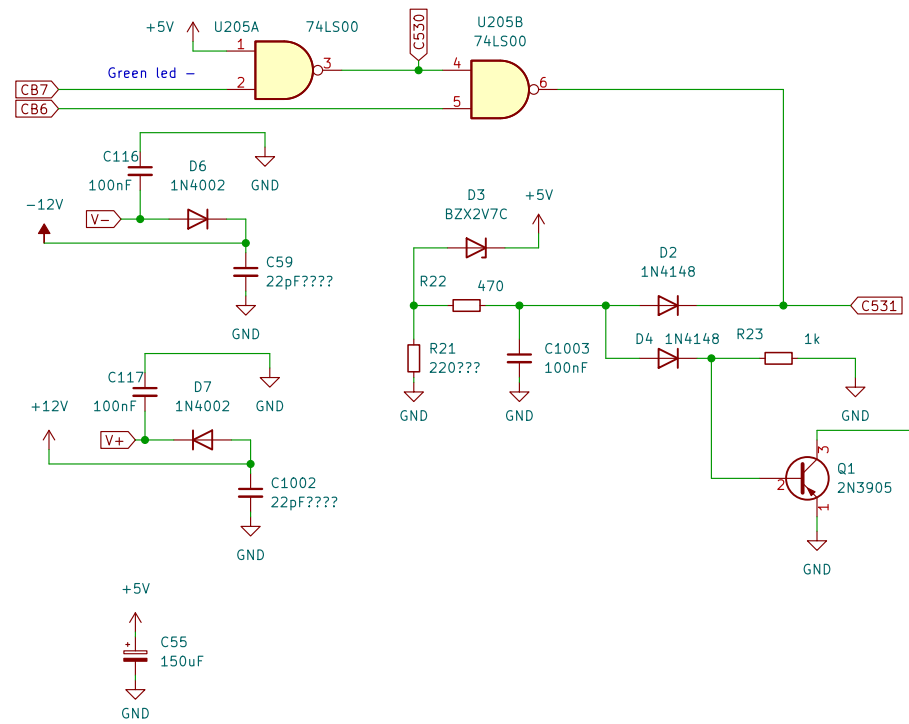 +5V
U205A
74LS00
1
2
3
C530
U205B
74LS00
4
5
6
Green led −
CB7
CB6
C116
100nF
GND
D6
1N4002
-12V
V−
C59
22pF????
GND
D3
BZX2V7C
+5V
R22
470
R21
220???
GND
C1003
100nF
GND
D2
1N4148
C531
D4
1N4148
R23
1k
GND
Q1
2N3905
3
2
1
GND
C117
100nF
GND
D7
1N4002
+12V
V+
C1002
22pF????
GND
+5V
C55
150uF
GND